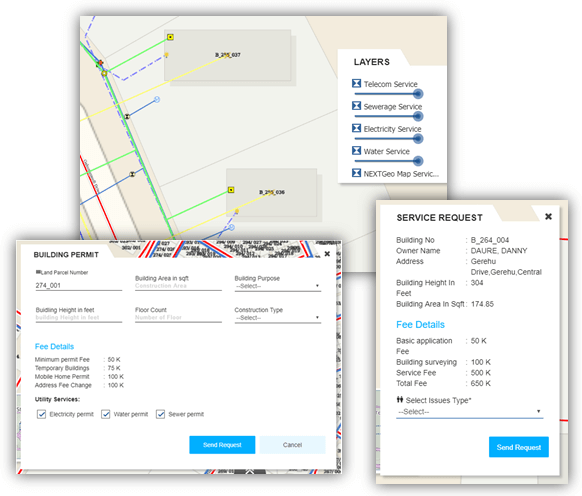 B_295_037
LAYERS
Telecom Service
Sewerage Service
Electricity Service
Water Service
NEXTGeo Map Servic...
B_295_036
BUILDING PERMIT
Land Parcel Number
Building Area in sqft
Building Purpose
274_001
Construction Area
--Select--
Building Height in feet
Floor Count
Construction Type
building Height in feet
Number of Floor
--Select--
Fee Details
Minimum permit Fee : 50 K
Temporary Buildings : 75 K
Mobile Home Permit : 100 K
Address Fee Change : 100 K
Utility Services:
Electricity permit
Water permit
Sewer permit
Send Request
Cancel
SERVICE REQUEST
Building No : B_264_004
Owner Name : DAURE, DANNY
Address : Gerehu
Drive,Gerehu,Central
Building Height In : 304
Feet
Building Area In Sqft : 174.85
Fee Details
Basic application : 50 K
Fee
Building surveying : 100 K
Service Fee : 500 K
Total Fee : 650 K
Select Issues Type*
--Select--
Send Request